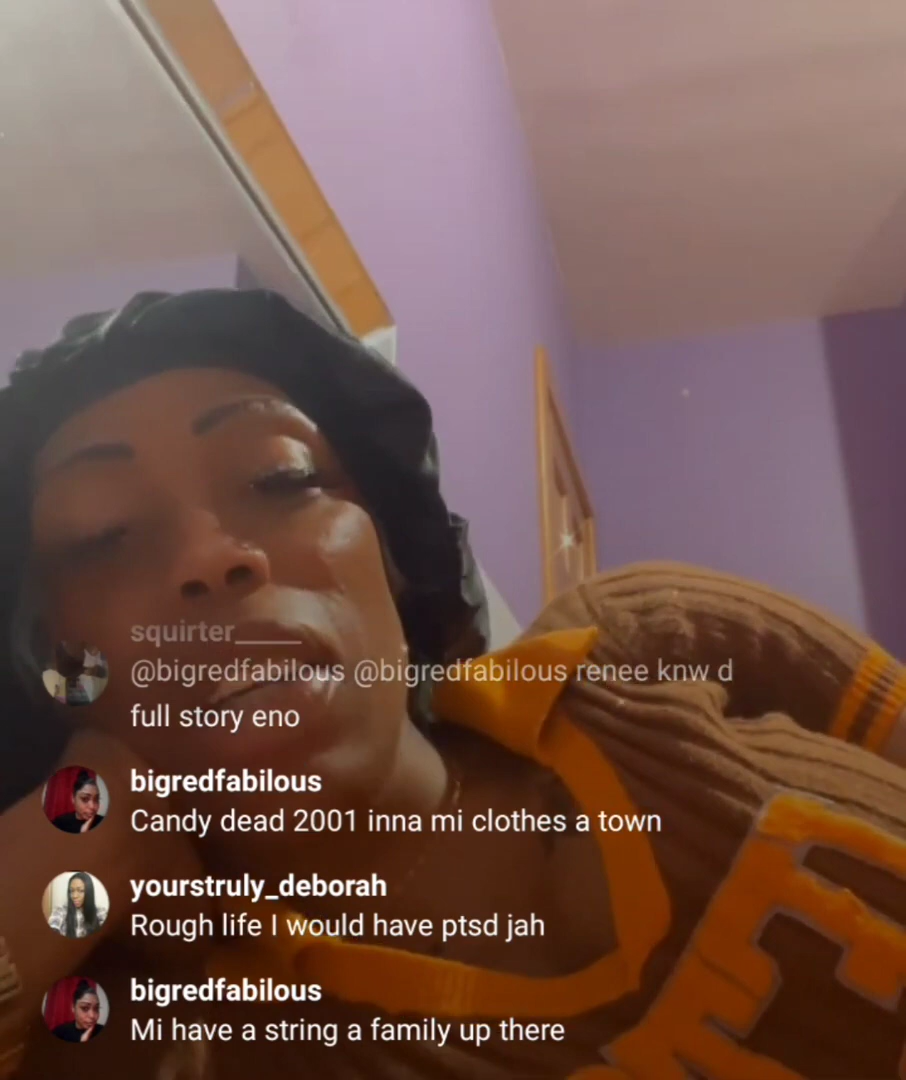 squirter_____
@bigredfabilous @bigredfabilous renee knw d
full story eno
bigredfabilous
Candy dead 2001 inna mi clothes a town
yourstruly_deborah
Rough life I would have ptsd jah
bigredfabilous
Mi have a string a family up there